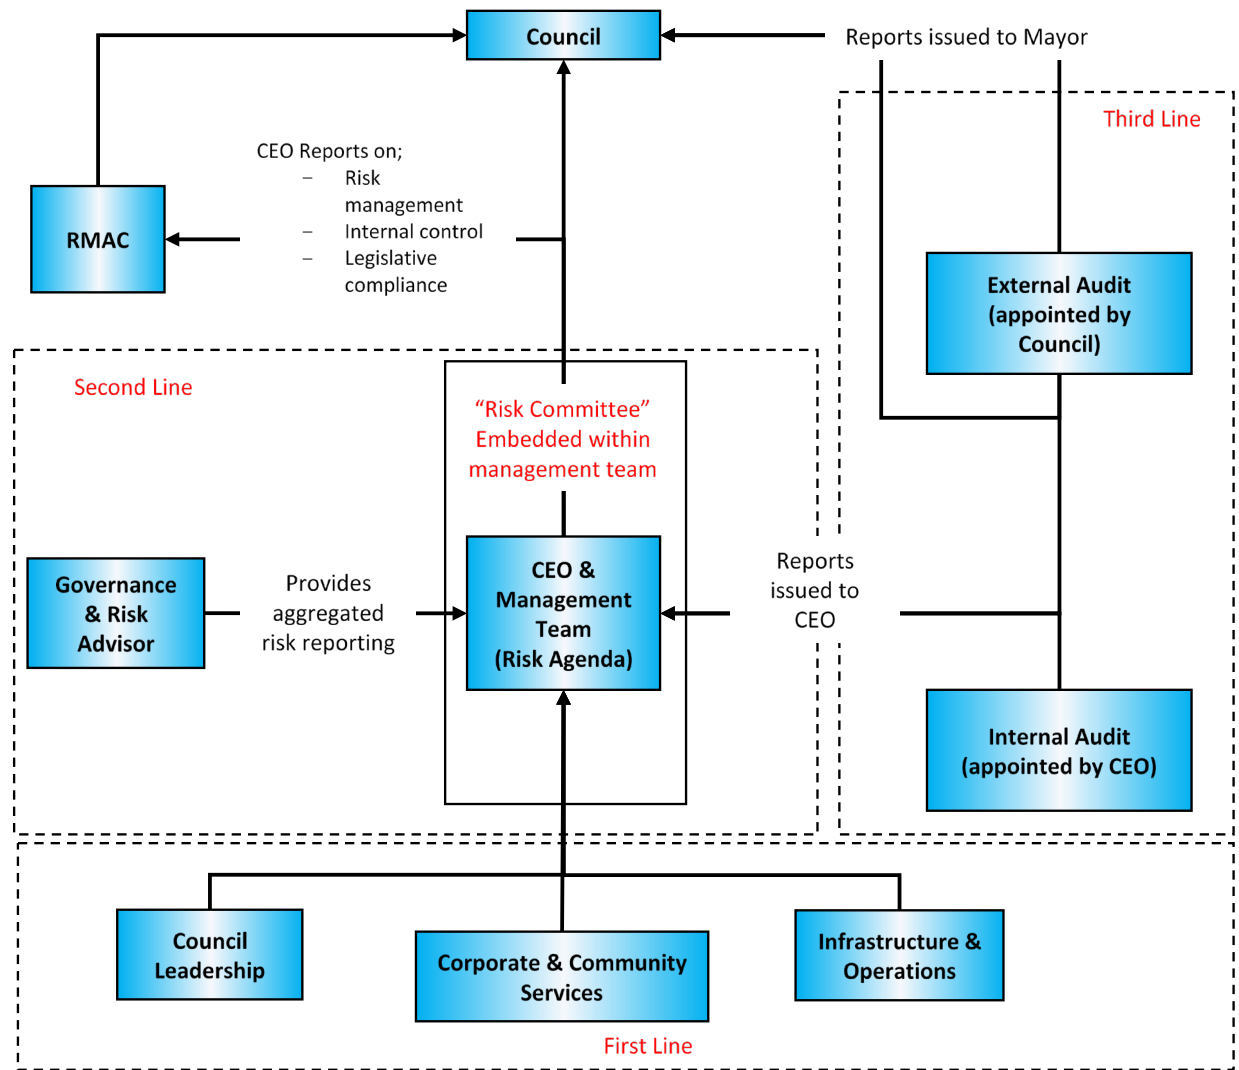 Council
Reports issued to Mayor
Third Line
CEO Reports on;
– Risk
management
– Internal control
– Legislative
compliance
RMAC
External Audit
(appointed by
Council)
Second Line
“Risk Committee”
Embedded within
management team
Governance
& Risk
Advisor
Provides
aggregated
risk reporting
CEO &
Management
Team
(Risk Agenda)
Reports
issued to
CEO
Internal Audit
(appointed by CEO)
Council
Leadership
Corporate & Community
Services
Infrastructure &
Operations
First Line